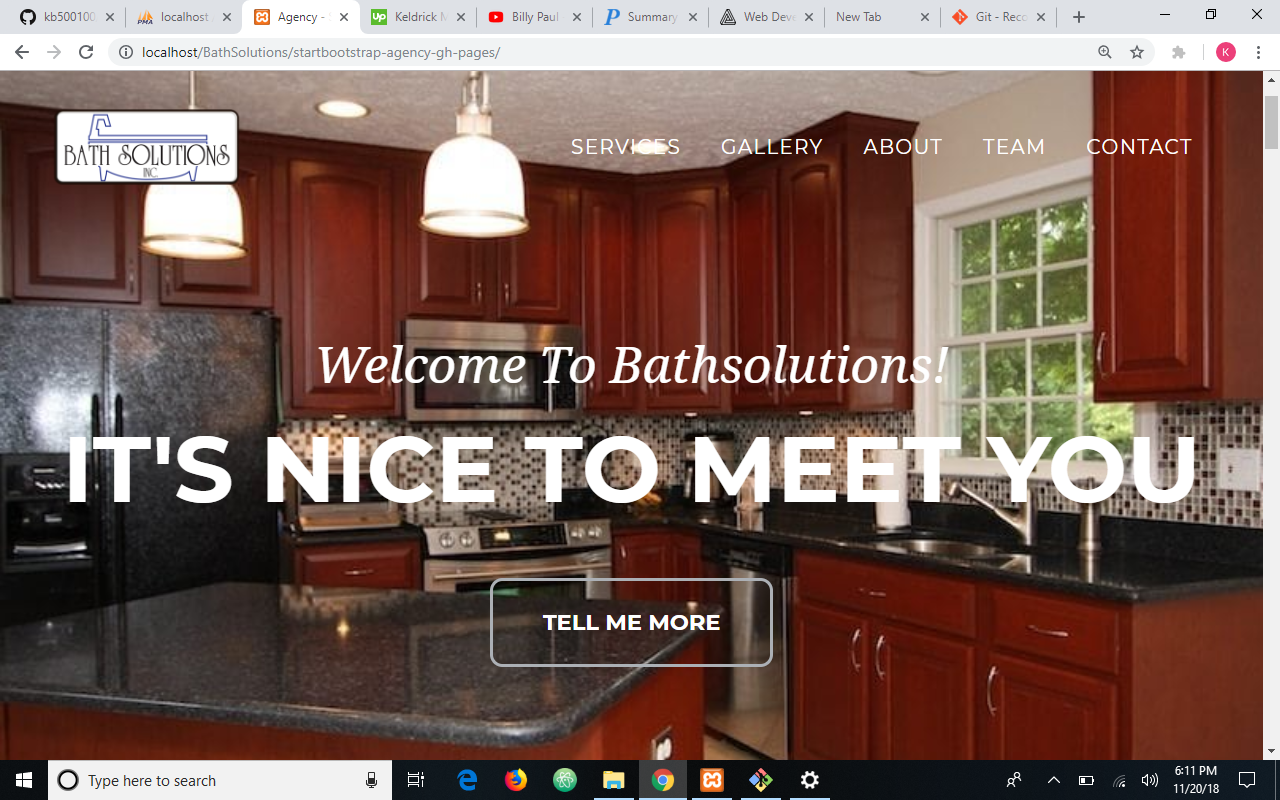 kb500100
localhost
Agency -
Keldrick M
Billy Paul
Summary
Web Deve
New Tab
Git - Reco
localhost/BathSolutions/startbootstrap-agency-gh-pages/
K
BATH SOLUTIONS
INC.
SERVICES GALLERY ABOUT TEAM CONTACT
Welcome To Bathsolutions!
IT'S NICE TO MEET YOU
TELL ME MORE
Type here to search
6:11 PM
11/20/18